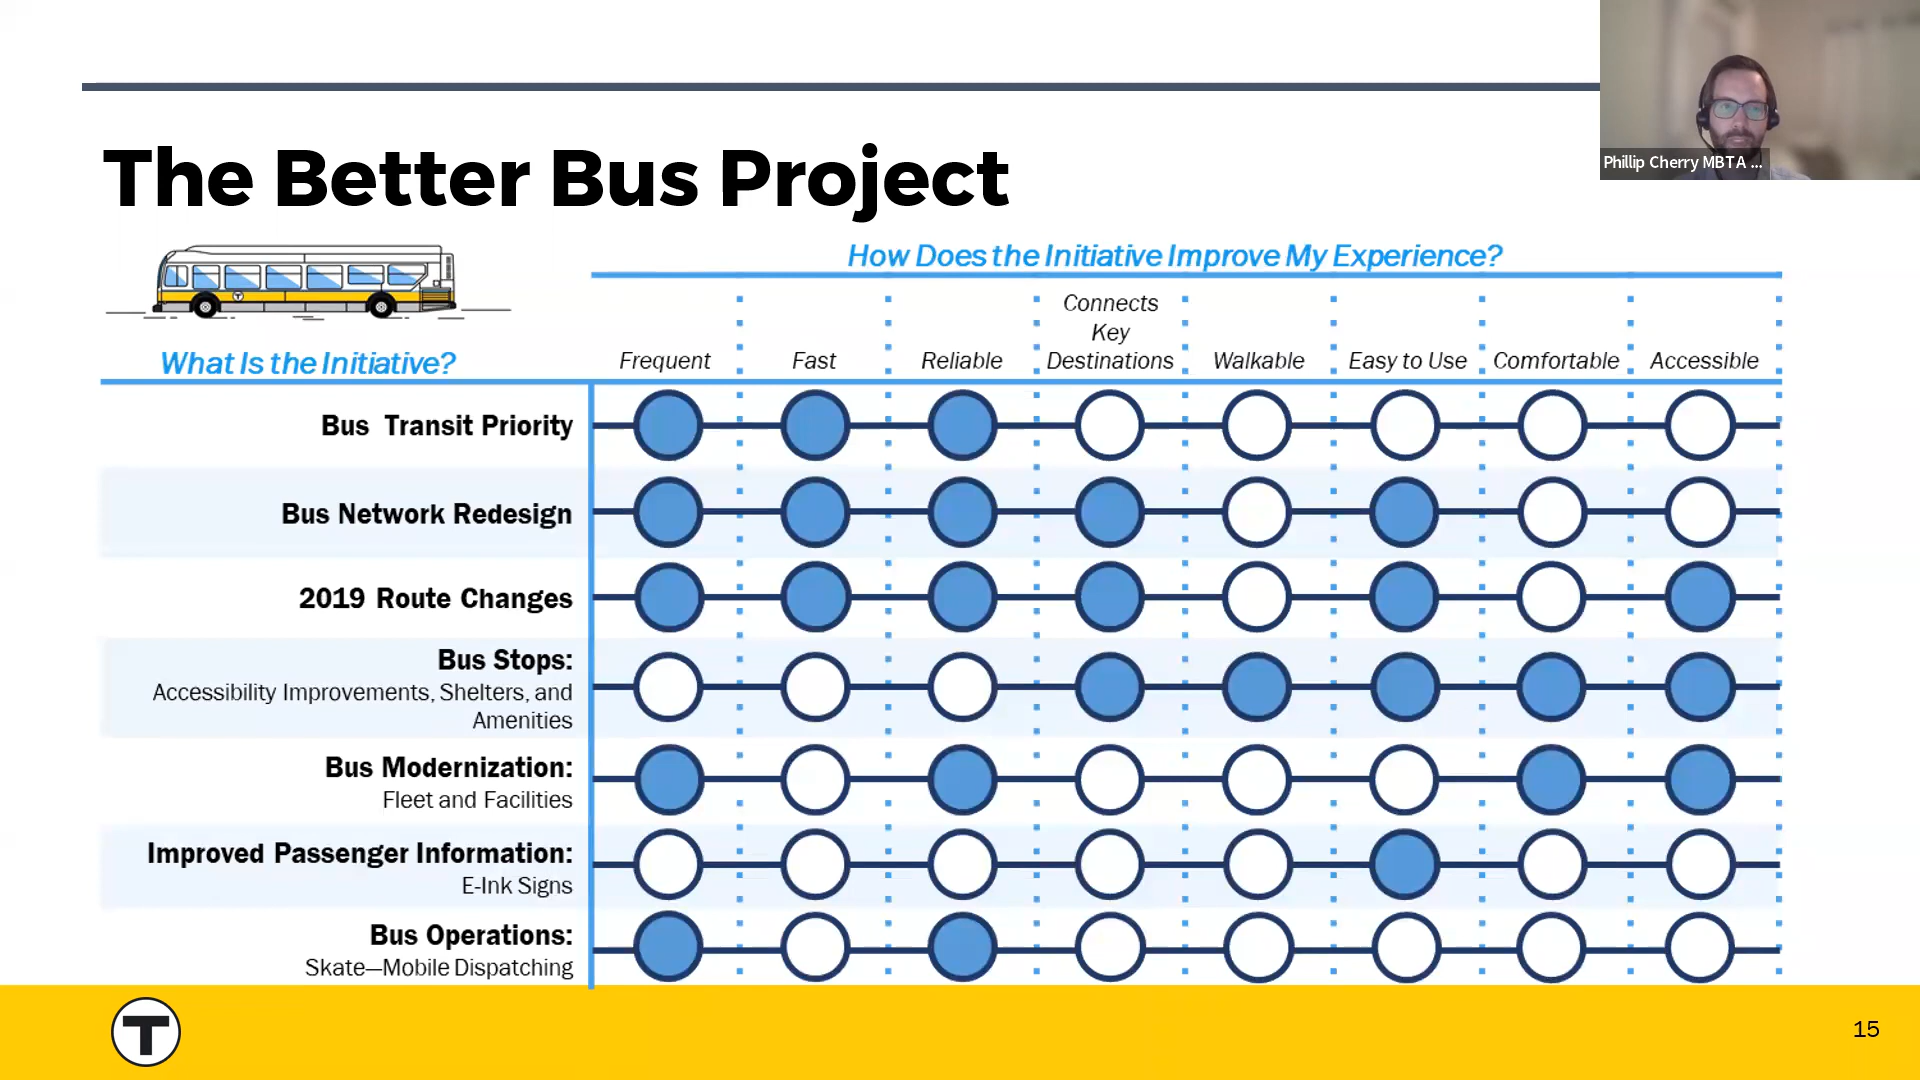 Phillip Cherry MBTA ...
The Better Bus Project
How Does the Initiative Improve My Experience?
What Is the Initiative?
Frequent
Fast
Reliable
Connects
Key
Destinations
Walkable
Easy to Use
Comfortable
Accessible
Bus Transit Priority
Bus Network Redesign
2019 Route Changes
Bus Stops:
Accessibility Improvements, Shelters, and
Amenities
Bus Modernization:
Fleet and Facilities
Improved Passenger Information:
E-Ink Signs
Bus Operations:
Skate—Mobile Dispatching
T
15